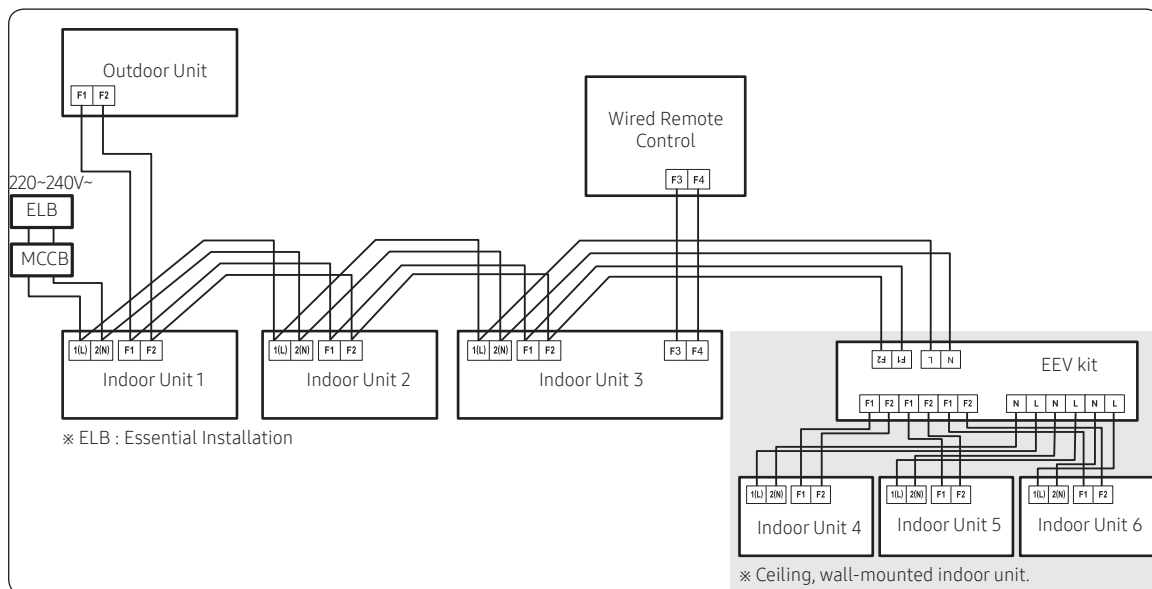 Outdoor Unit
F1 F2
Wired Remote
Control
F3 F4
220~240V~
ELB
MCCB
1(L) 2(N) F1 F2
Indoor Unit 1
1(L) 2(N) F1 F2
Indoor Unit 2
1(L) 2(N) F1 F2 F3 F4
Indoor Unit 3
F2 F1 L N
EEV kit
F1 F2 F1 F2 F1 F2 N L N L N L
※ ELB : Essential Installation
1(L) 2(N) F1 F2
Indoor Unit 4
1(L) 2(N) F1 F2
Indoor Unit 5
1(L) 2(N) F1 F2
Indoor Unit 6
※ Ceiling, wall-mounted indoor unit.